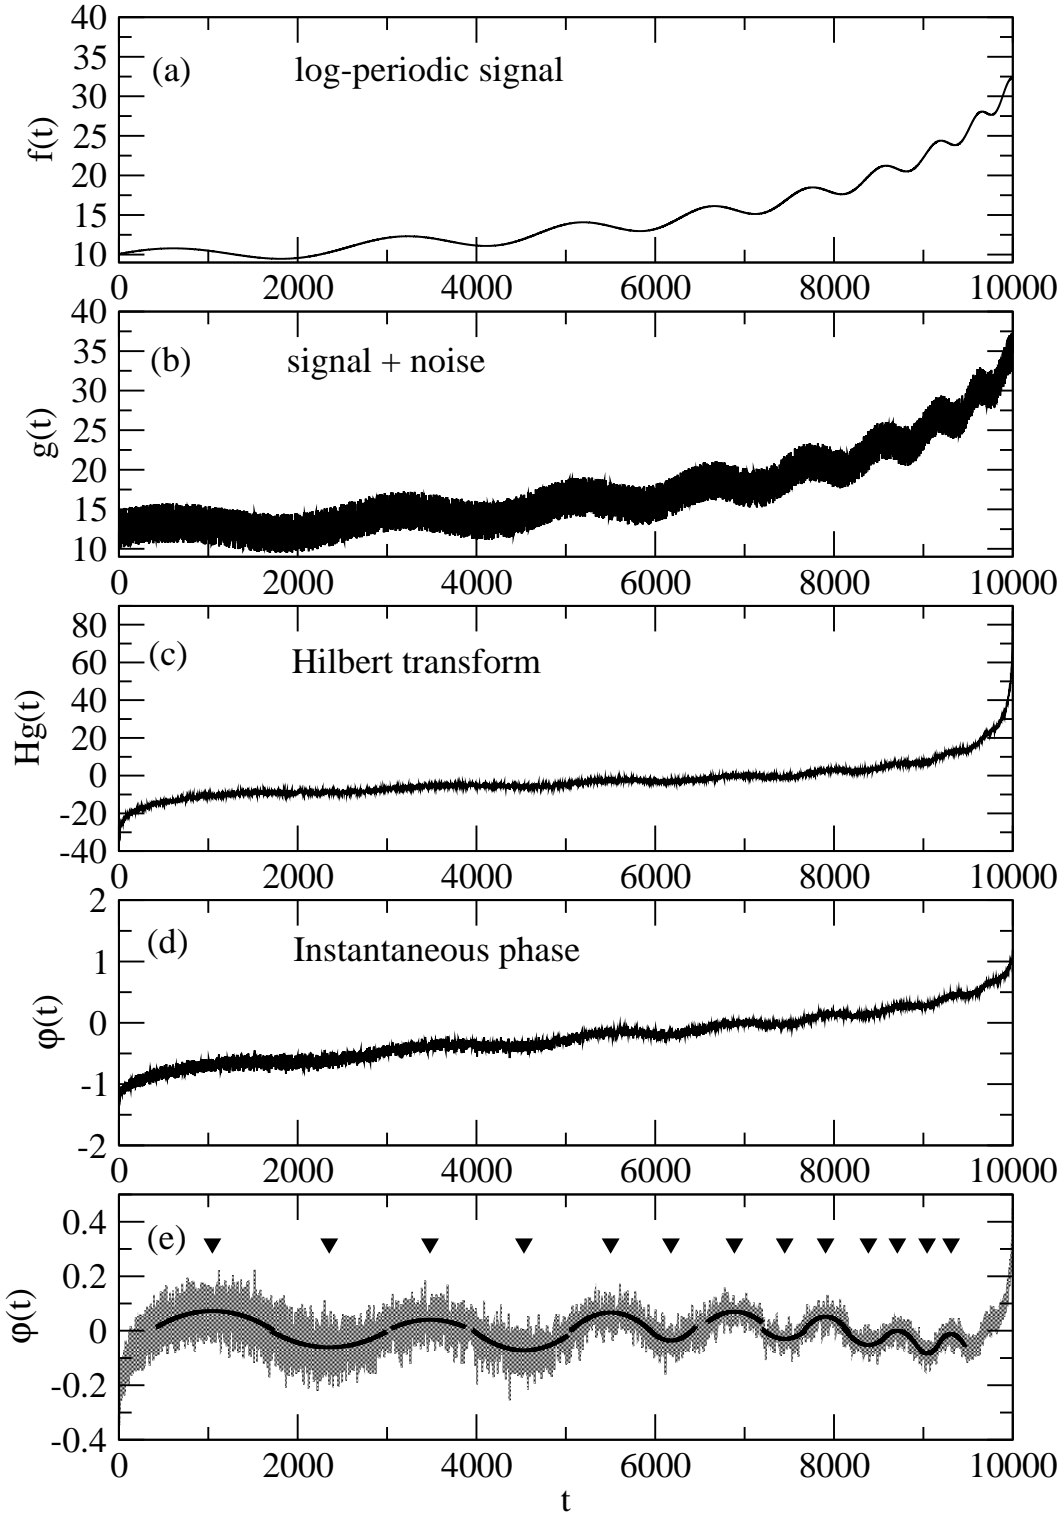 40
35
30
25
20
15
10
f(t)
(a) log-periodic signal
0 2000 4000 6000 8000 10000
40
35
30
25
20
15
10
g(t)
(b) signal + noise
0 2000 4000 6000 8000 10000
80
60
40
20
0
-20
-40
Hg(t)
(c) Hilbert transform
0 2000 4000 6000 8000 10000
2
1
0
-1
-2
φ(t)
(d) Instantaneous phase
0 2000 4000 6000 8000 10000
0.4
0.2
0
-0.2
-0.4
φ(t)
(e)
0 2000 4000 6000 8000 10000
t